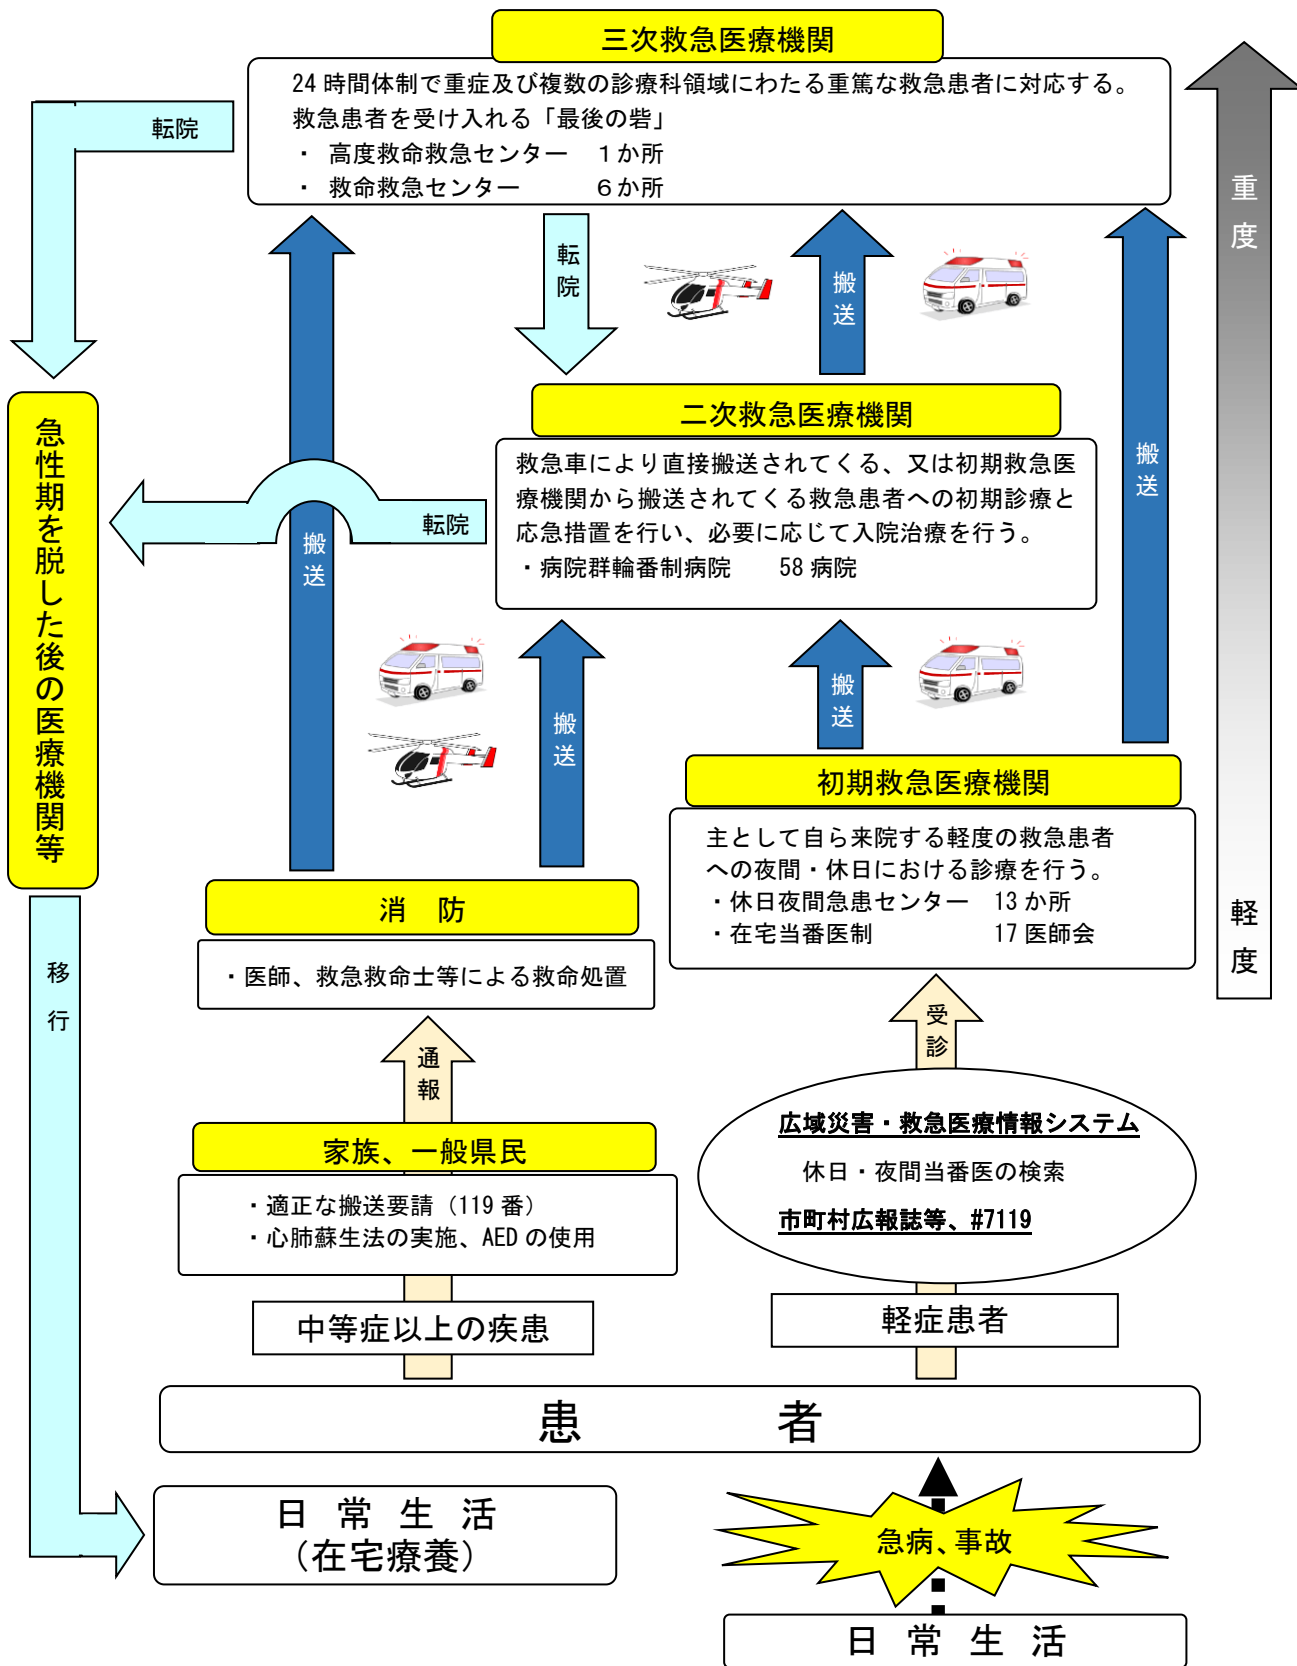 三次救急医療機関
24 時間体制で重症及び複数の診療科領域にわたる重篤な救急患者に対応する。
救急患者を受け入れる「最後の砦」
・ 高度救命救急センター　１か所
・ 救命救急センター　　　６か所
転院
重度
転院
搬送
二次救急医療機関
救急車により直接搬送されてくる、又は初期救急医
療機関から搬送されてくる救急患者への初期診療と
応急措置を行い、必要に応じて入院治療を行う。
・病院群輪番制病院　　58 病院
搬送
急性期を脱した後の医療機関等
転院
搬送
搬送
搬送
初期救急医療機関
主として自ら来院する軽度の救急患者
への夜間・休日における診療を行う。
・休日夜間急患センター　13 か所
・在宅当番医制　　　　　17 医師会
軽度
消　防
・医師、救急救命士等による救命処置
移行
通報
受診
家族、一般県民
・適正な搬送要請（119 番）
・心肺蘇生法の実施、AED の使用
広域災害・救急医療情報システム
休日・夜間当番医の検索
市町村広報誌等、#7119
中等症以上の疾患
軽症患者
患　　者
日 常 生 活
（在宅療養）
急病、事故
日 常 生 活